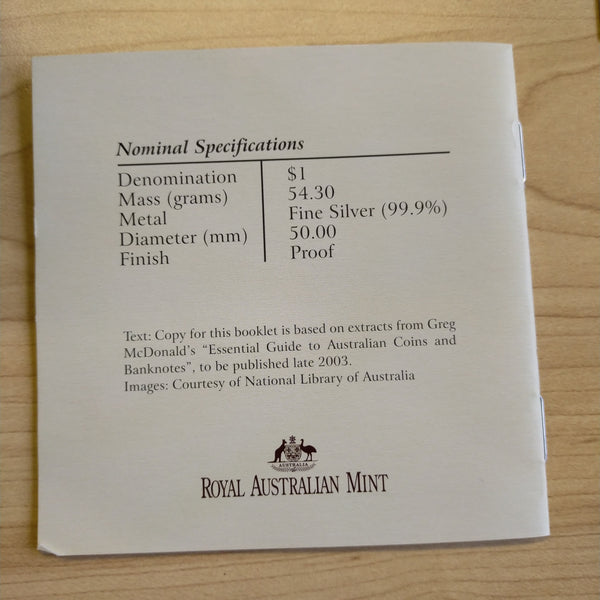 Nominal Specifications
Denomination $1
Mass (grams) 54.30
Metal Fine Silver (99.9%)
Diameter (mm) 50.00
Finish Proof
Text: Copy for this booklet is based on extracts from Greg
McDonald's “Essential Guide to Australian Coins and
Banknotes”, to be published late 2003.
Images: Courtesy of National Library of Australia
AUSTRALIA
ROYAL AUSTRALIAN MINT